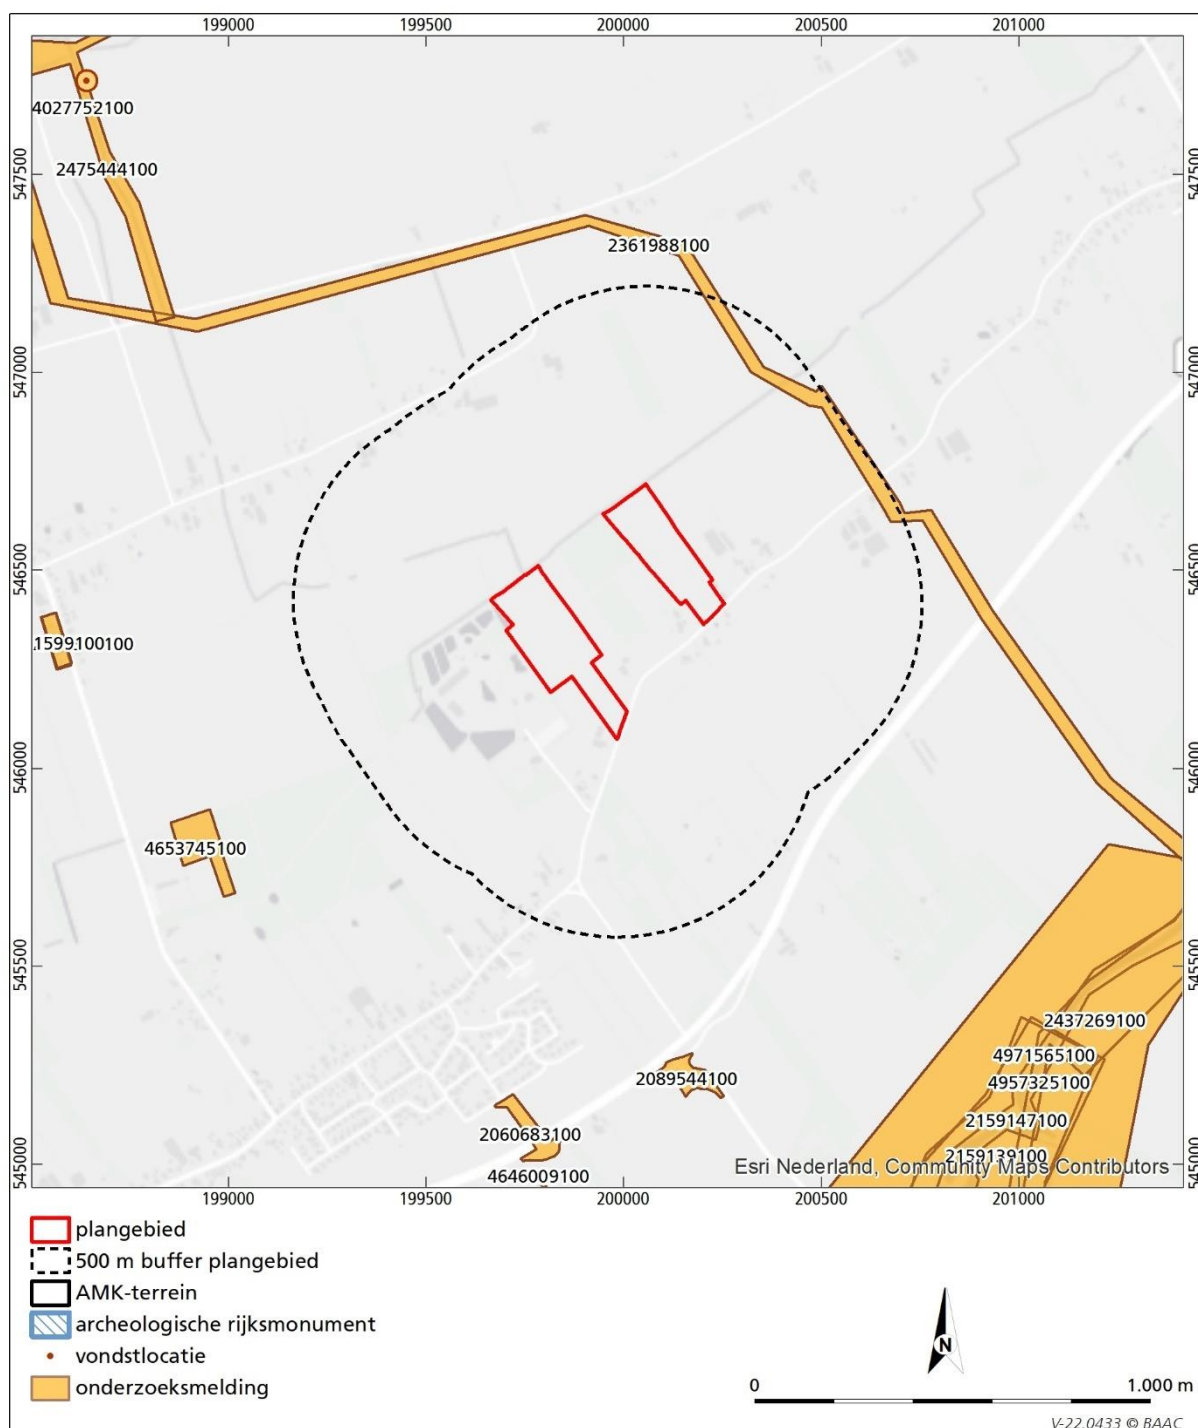 199000 199500 200000 200500 201000
4027752100
2475444100
547500 547500
2361988100
547000 547000
546500 546500
1599100100
546000 546000
4653745100
545500 545500
2437269100
4971565100
2089544100
4957325100
2159147100
2060683100
2159139100
545000 545000
Esri Nederland, Community Maps Contributors
4646009100
199000 199500 200000 200500 201000
plangebied
500 m buffer plangebied
AMK-terrein
archeologische rijksmonument
vondstlocatie
onderzoeksmelding
N
0 1.000 m
V-22.0433 © BAAC